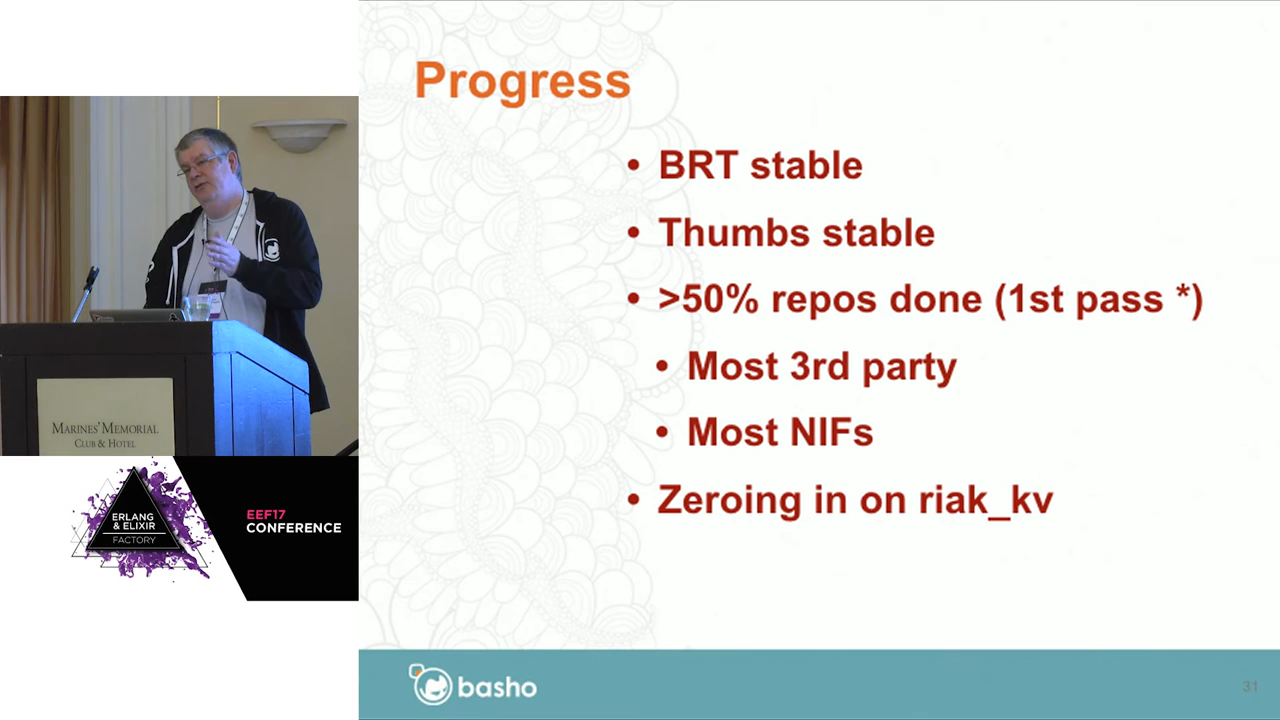 Progress
• BRT stable
• Thumbs stable
• >50% repos done (1st pass *)
• Most 3rd party
• Most NIFs
• Zeroing in on riak_kv
MARINES' MEMORIAL
CLUB & HOTEL
ERLANG
& ELIXIR
FACTORY
EEF17
CONFERENCE
basho
31